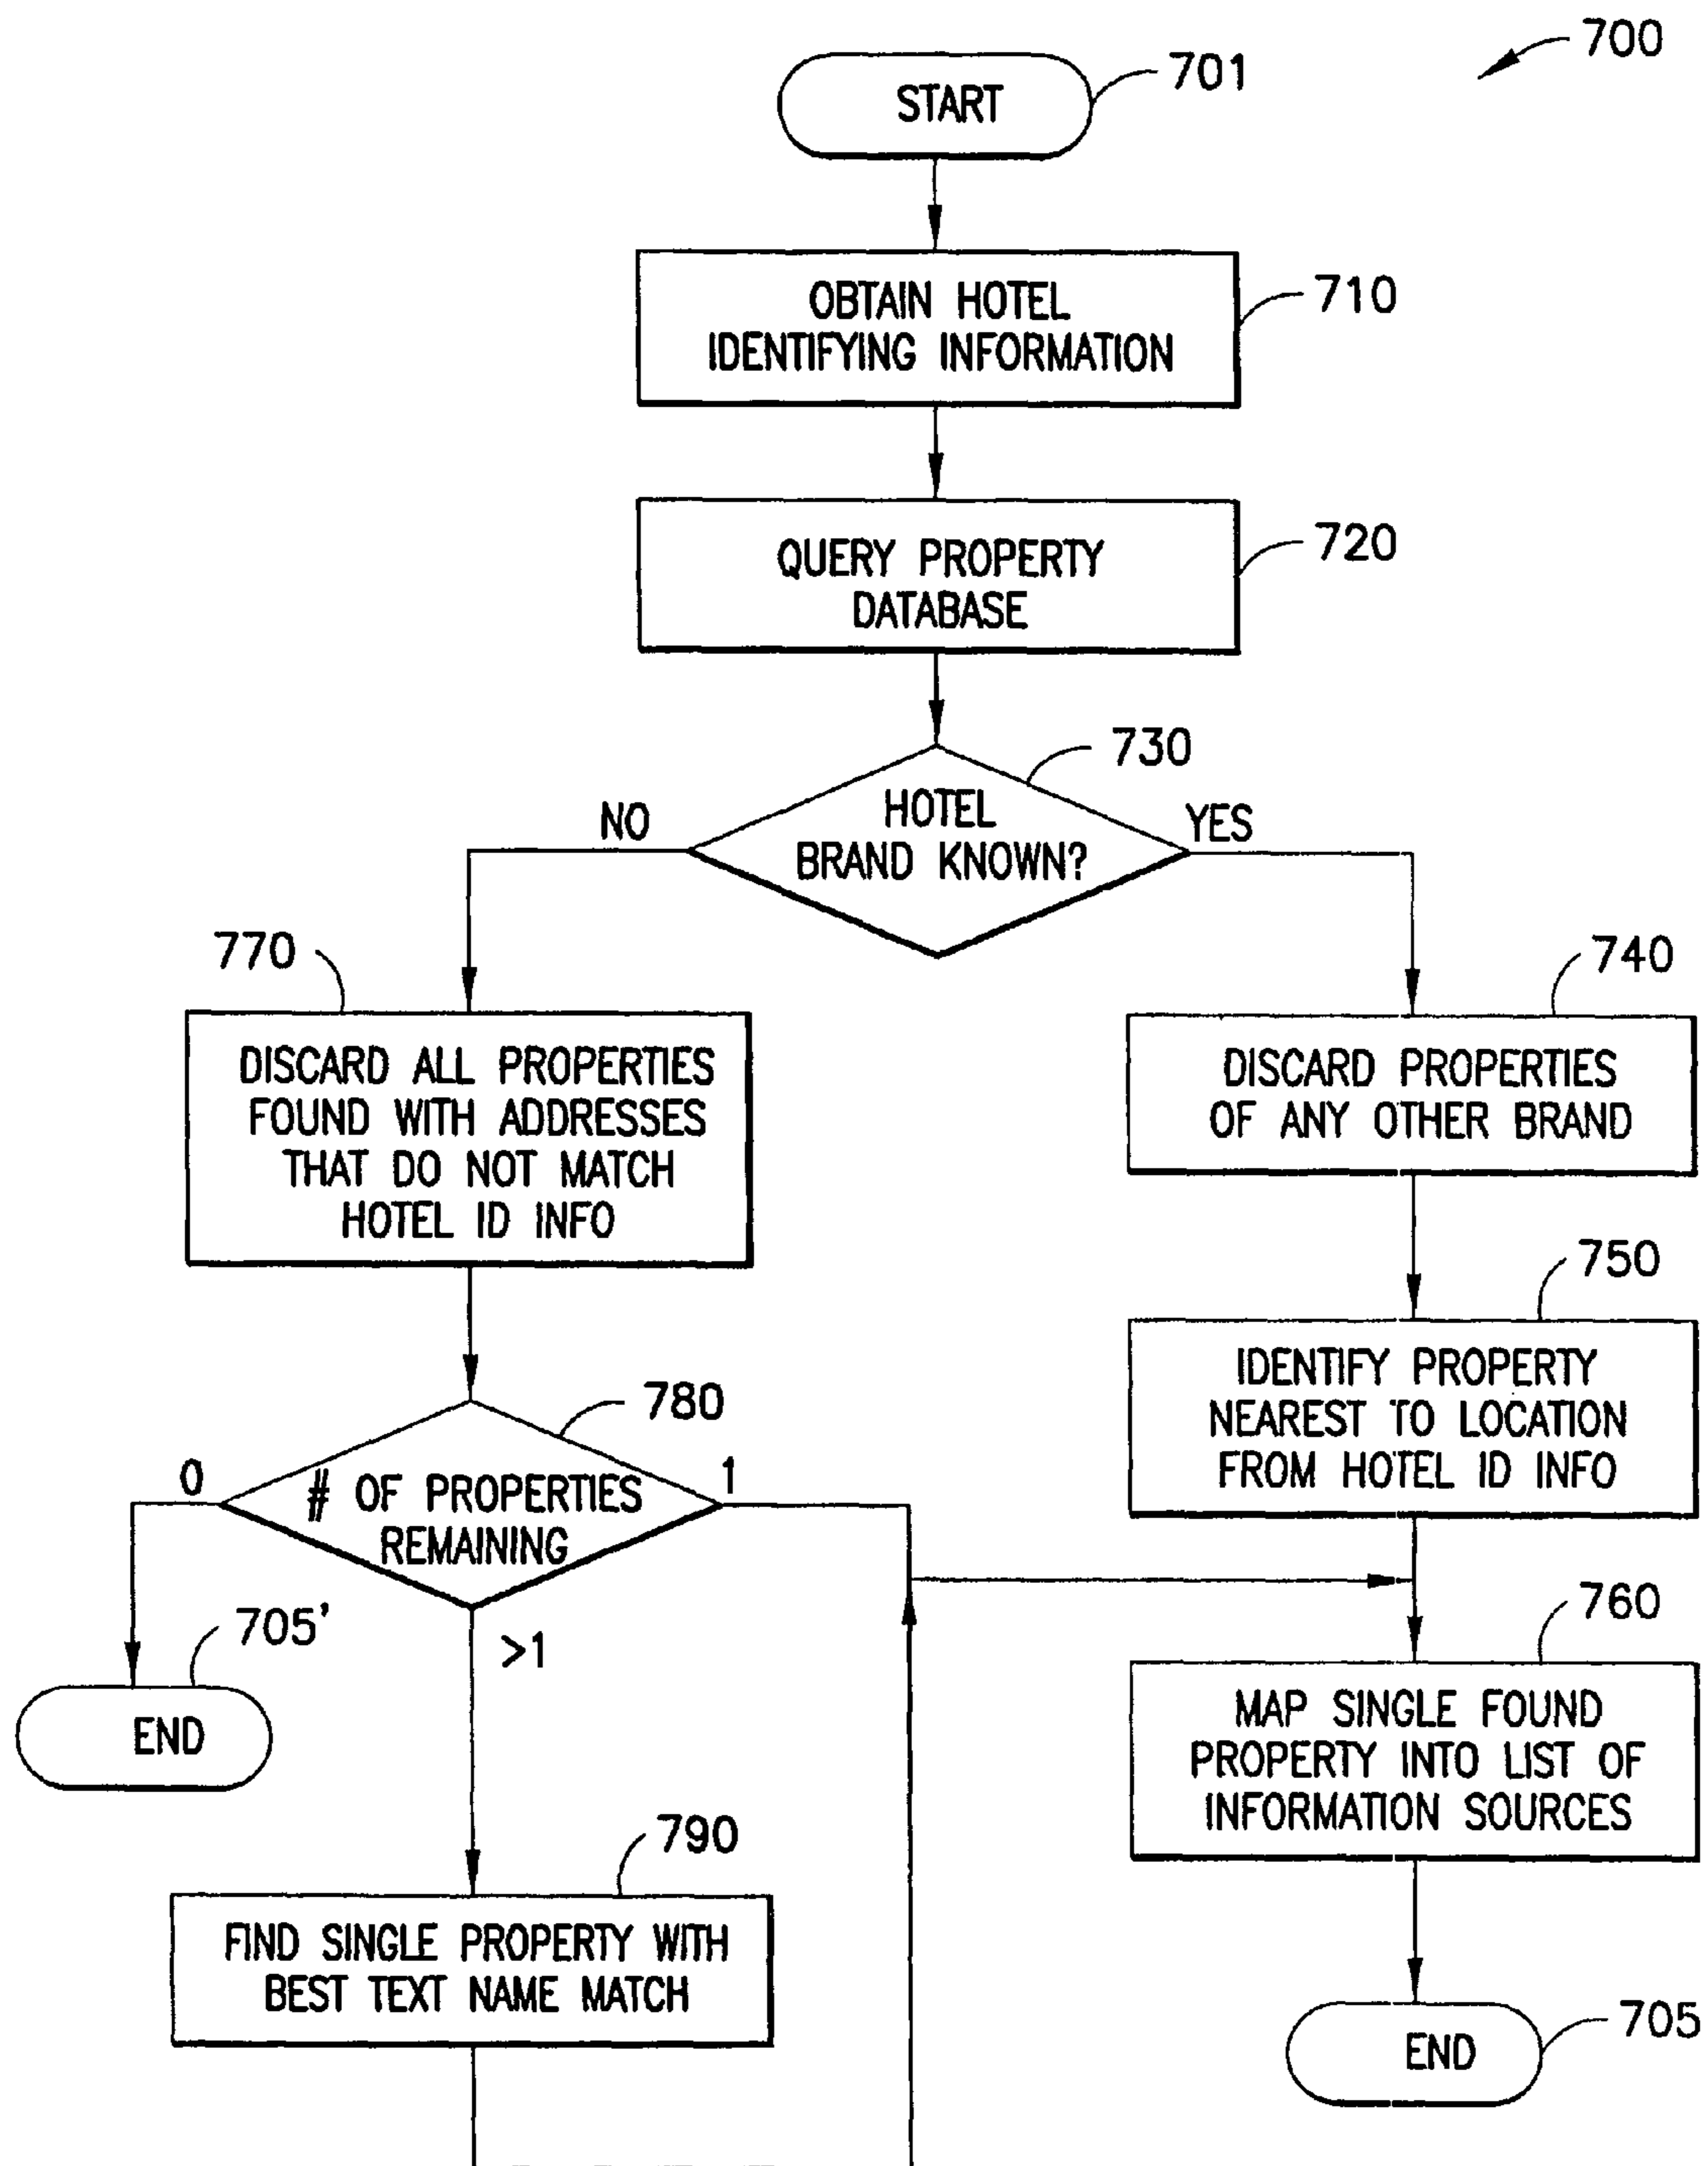 700
701
START
710
OBTAIN HOTEL
IDENTIFYING INFORMATION
720
QUERY PROPERTY
DATABASE
730
HOTEL
BRAND KNOWN?
NO
YES
770
DISCARD ALL PROPERTIES
FOUND WITH ADDRESSES
THAT DO NOT MATCH
HOTEL ID INFO
740
DISCARD PROPERTIES
OF ANY OTHER BRAND
750
IDENTIFY PROPERTY
NEAREST TO LOCATION
FROM HOTEL ID INFO
780
# OF PROPERTIES
REMAINING
0
1
>1
705'
END
760
MAP SINGLE FOUND
PROPERTY INTO LIST OF
INFORMATION SOURCES
790
FIND SINGLE PROPERTY WITH
BEST TEXT NAME MATCH
705
END